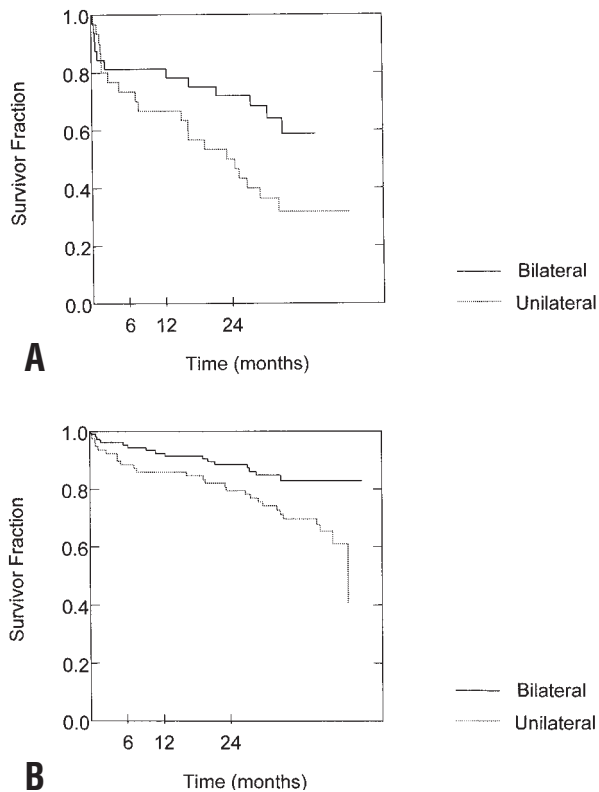 1.0
0.8
0.6
0.4
0.2
0.0
Survivor Fraction
6 12 24
Time (months)
Bilateral
Unilateral
A
1.0
0.8
0.6
0.4
0.2
0.0
Survivor Fraction
6 12 24
Time (months)
Bilateral
Unilateral
B